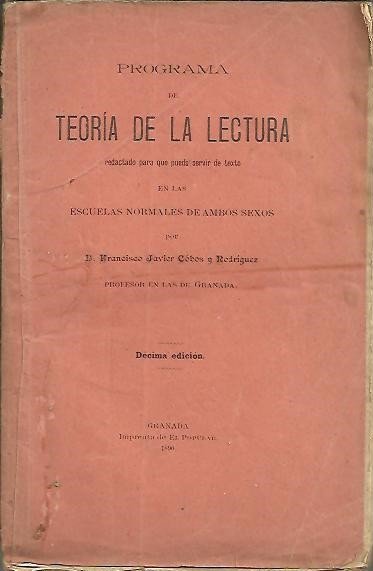 PROGRAMA
DE
TEORÍA DE LA LECTURA
redactado para que pueda servir de texto
EN LAS
ESCUELAS NORMALES DE AMBOS SEXOS
por
D. Francisco Javier Cobos y Rodríguez
PROFESOR EN LAS DE GRANADA.
Decima edición.
GRANADA
Imprenta de EL POPULAR